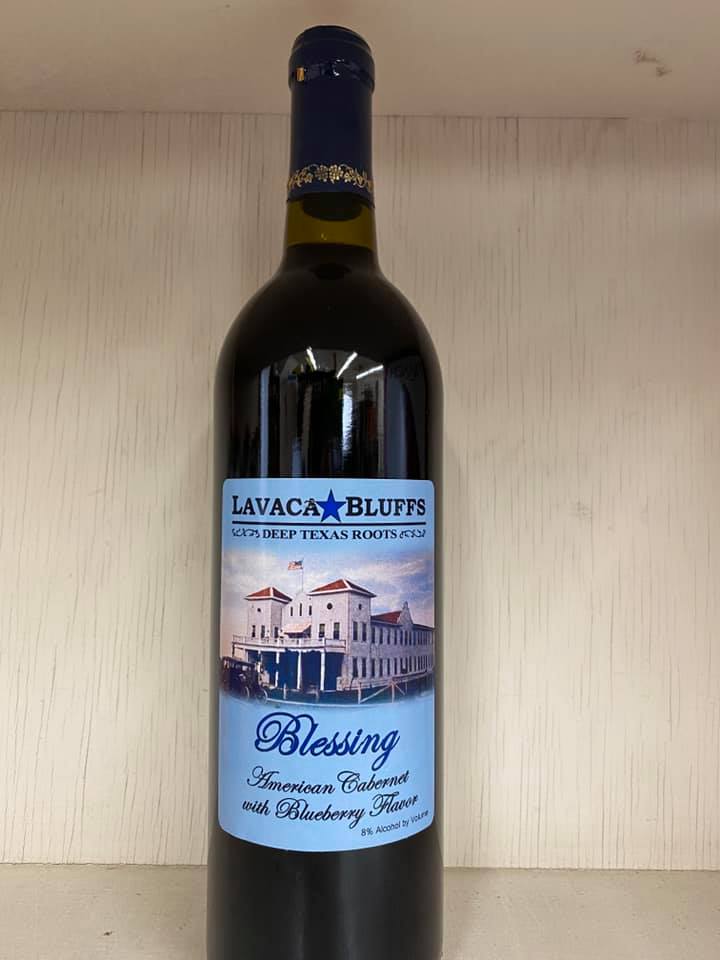 LAVACA★BLUFFS
DEEP TEXAS ROOTS
Blessing
American Cabernet
with Blueberry Flavor
8% Alcohol by Volume